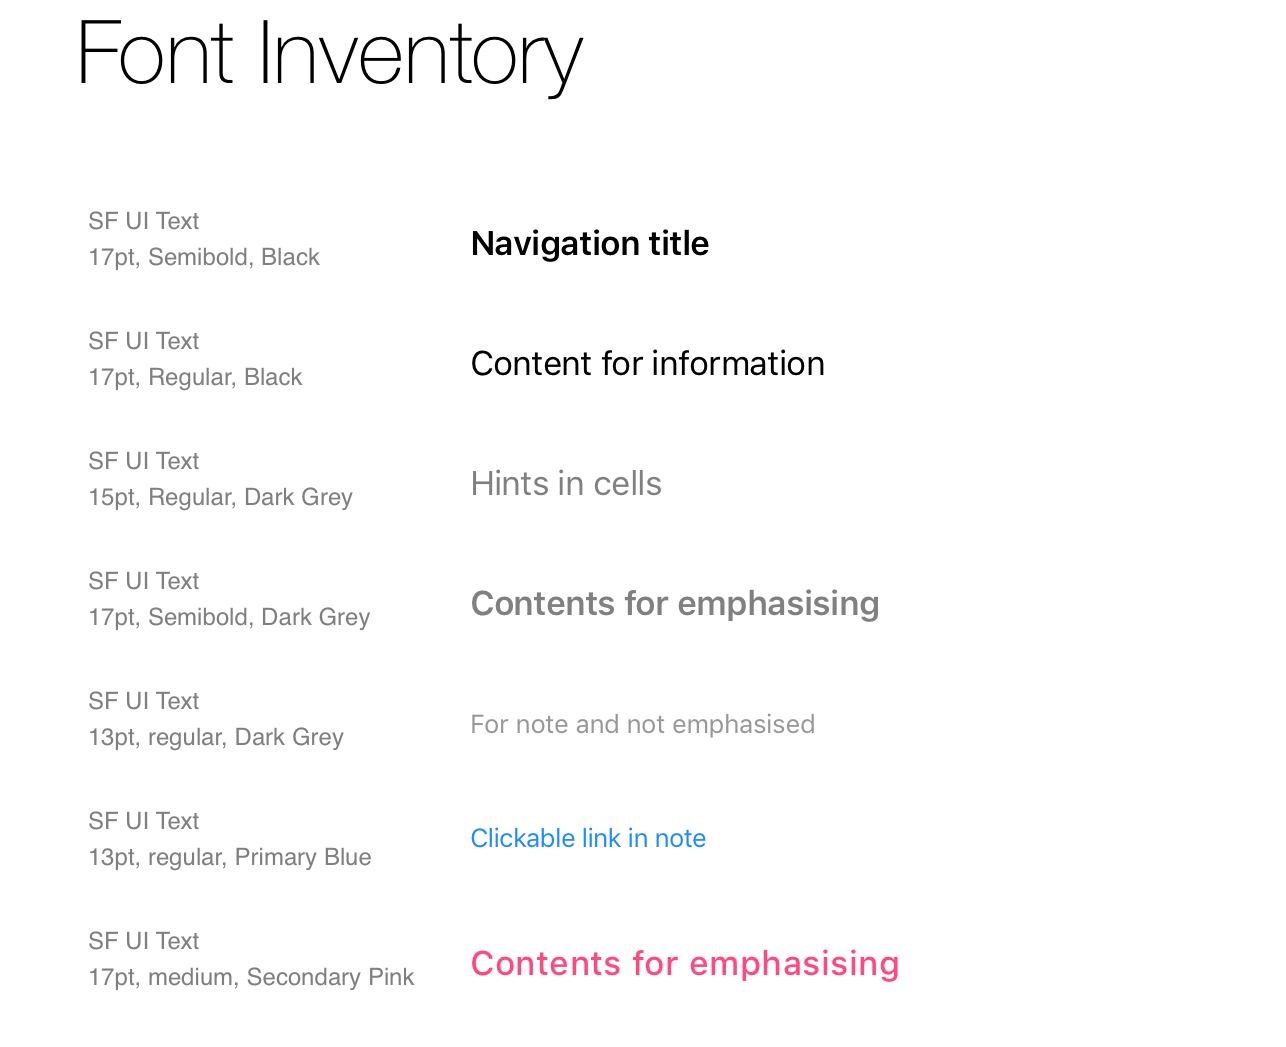 Font Inventory
SF UI Text
17pt, Semibold, Black
Navigation title
SF UI Text
17pt, Regular, Black
Content for information
SF UI Text
15pt, Regular, Dark Grey
Hints in cells
SF UI Text
17pt, Semibold, Dark Grey
Contents for emphasising
SF UI Text
13pt, regular, Dark Grey
For note and not emphasised
SF UI Text
13pt, regular, Primary Blue
Clickable link in note
SF UI Text
17pt, medium, Secondary Pink
Contents for emphasising